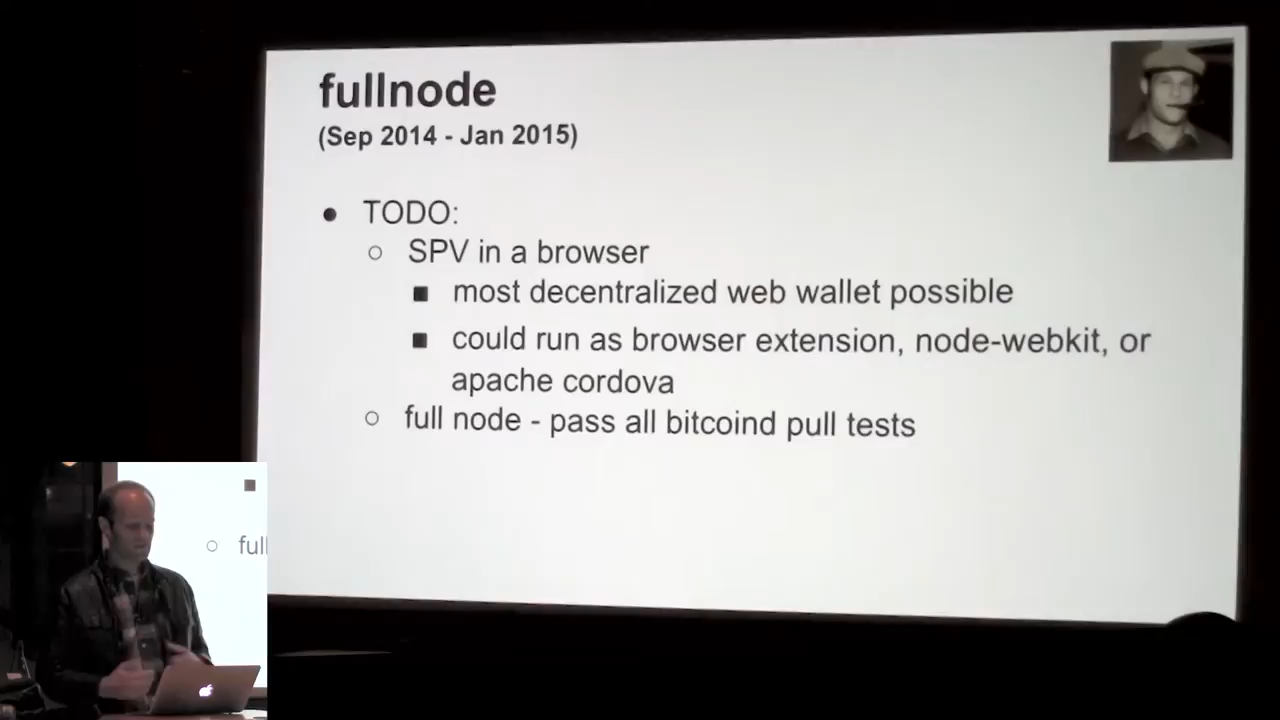 fullnode
(Sep 2014 - Jan 2015)
TODO:
SPV in a browser
most decentralized web wallet possible
could run as browser extension, node-webkit, or
apache cordova
full node - pass all bitcoind pull tests
full